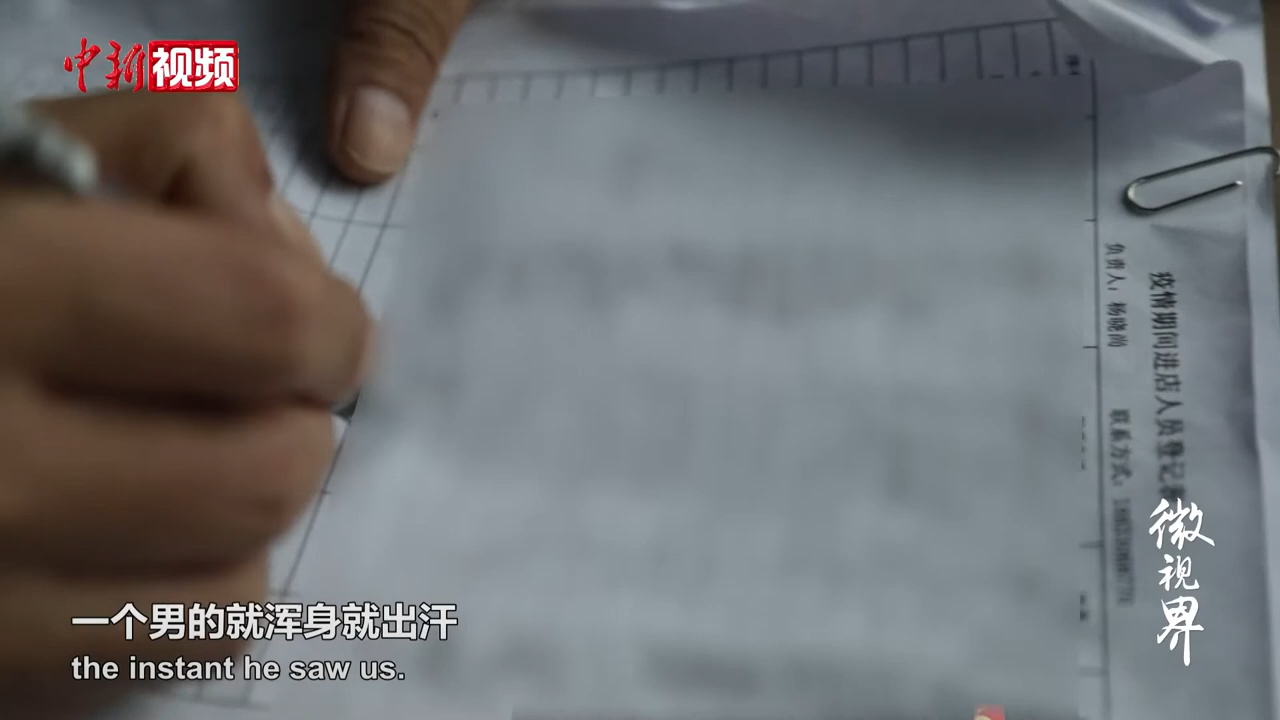 中新视频
疫情期间进店人员登记
负责人：杨晓尚
联系方式：
微视界
一个男的就浑身就出汗
the instant he saw us.